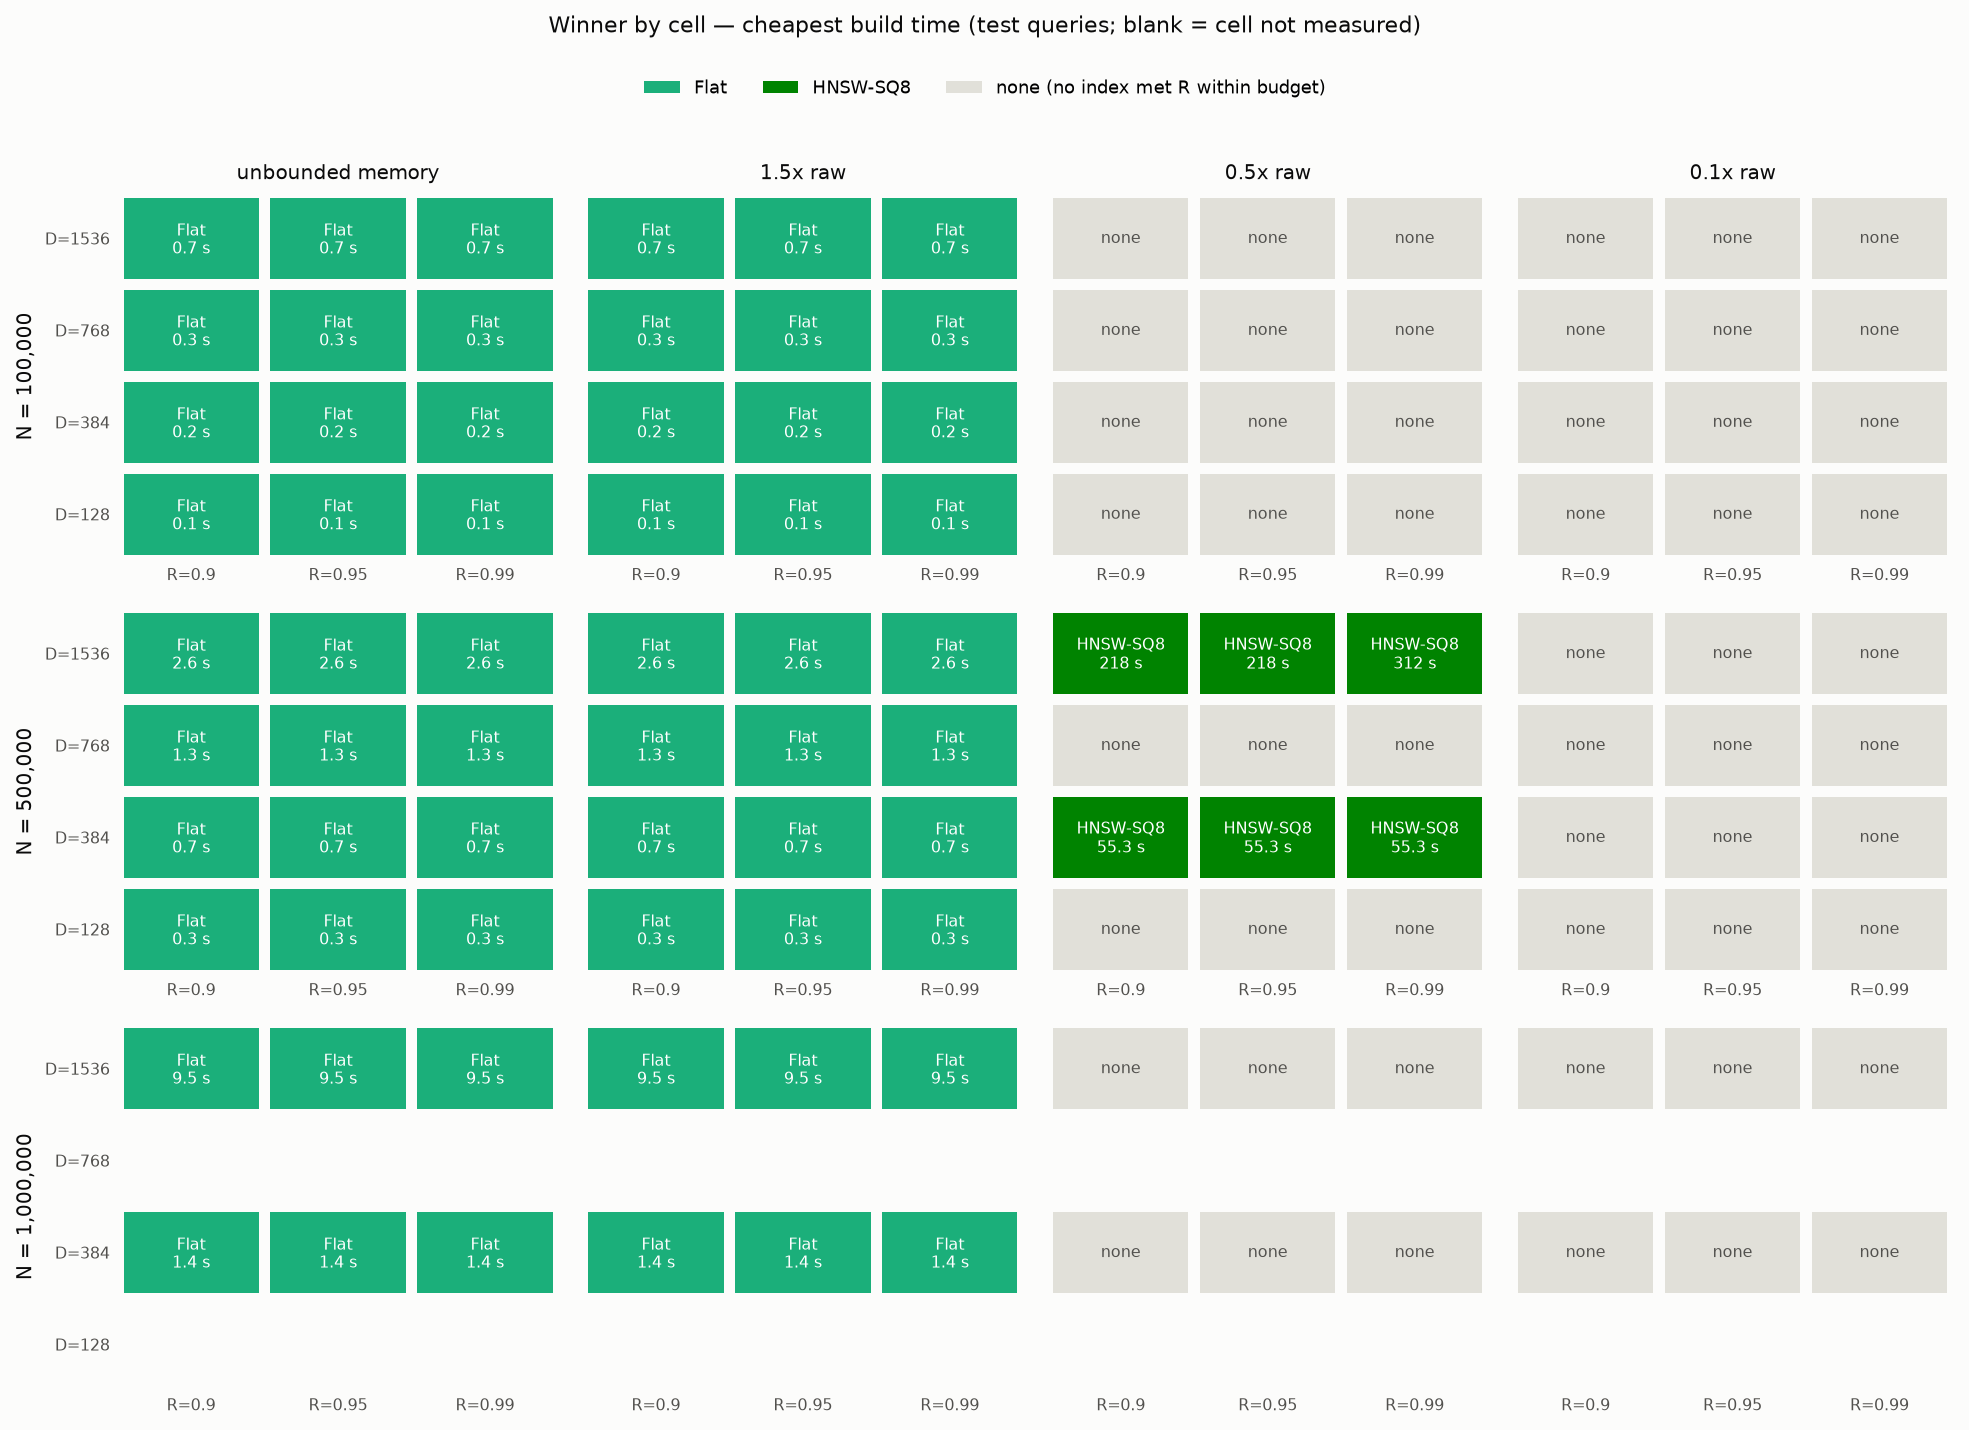 Winner by cell — cheapest build time (test queries; blank = cell not measured)
Flat HNSW-SQ8 none (no index met R within budget)
unbounded memory 1.5x raw 0.5x raw 0.1x raw
N = 100,000
D=1536
Flat Flat Flat Flat Flat Flat none none none none none none
0.7 s 0.7 s 0.7 s 0.7 s 0.7 s 0.7 s
D=768
Flat Flat Flat Flat Flat Flat none none none none none none
0.3 s 0.3 s 0.3 s 0.3 s 0.3 s 0.3 s
D=384
Flat Flat Flat Flat Flat Flat none none none none none none
0.2 s 0.2 s 0.2 s 0.2 s 0.2 s 0.2 s
D=128
Flat Flat Flat Flat Flat Flat none none none none none none
0.1 s 0.1 s 0.1 s 0.1 s 0.1 s 0.1 s
R=0.9 R=0.95 R=0.99 R=0.9 R=0.95 R=0.99 R=0.9 R=0.95 R=0.99 R=0.9 R=0.95 R=0.99
N = 500,000
D=1536
Flat Flat Flat Flat Flat Flat HNSW-SQ8 HNSW-SQ8 HNSW-SQ8 none none none
2.6 s 2.6 s 2.6 s 2.6 s 2.6 s 2.6 s 218 s 218 s 312 s
D=768
Flat Flat Flat Flat Flat Flat none none none none none none
1.3 s 1.3 s 1.3 s 1.3 s 1.3 s 1.3 s
D=384
Flat Flat Flat Flat Flat Flat HNSW-SQ8 HNSW-SQ8 HNSW-SQ8 none none none
0.7 s 0.7 s 0.7 s 0.7 s 0.7 s 0.7 s 55.3 s 55.3 s 55.3 s
D=128
Flat Flat Flat Flat Flat Flat none none none none none none
0.3 s 0.3 s 0.3 s 0.3 s 0.3 s 0.3 s
R=0.9 R=0.95 R=0.99 R=0.9 R=0.95 R=0.99 R=0.9 R=0.95 R=0.99 R=0.9 R=0.95 R=0.99
N = 1,000,000
D=1536
Flat Flat Flat Flat Flat Flat none none none none none none
9.5 s 9.5 s 9.5 s 9.5 s 9.5 s 9.5 s
D=768
D=384
Flat Flat Flat Flat Flat Flat none none none none none none
1.4 s 1.4 s 1.4 s 1.4 s 1.4 s 1.4 s
D=128
R=0.9 R=0.95 R=0.99 R=0.9 R=0.95 R=0.99 R=0.9 R=0.95 R=0.99 R=0.9 R=0.95 R=0.99